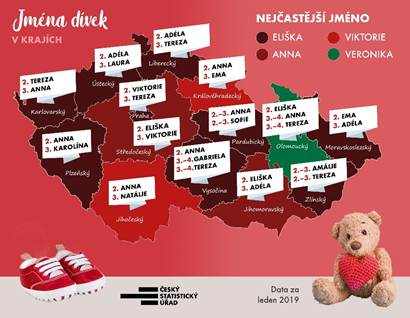 Jména dívek
V KRAJÍCH
NEJČASTĚJŠÍ JMÉNO
ELIŠKA
VIKTORIE
ANNA
VERONIKA
2. ADÉLA
3. TEREZA
Liberecký
2. ADÉLA
3. LAURA
Ústecký
2. TEREZA
3. ANNA
Karlovarský
2. VIKTORIE
3. TEREZA
Praha
2. ANNA
3. EMA
Královéhradecký
2. ANNA
3. KAROLÍNA
Plzeňský
2. ELIŠKA
3. VIKTORIE
Středočeský
2.–3. ANNA
2.–3. SOFIE
Pardubický
2. ELIŠKA
3.–4. ANNA
3.–4. TEREZA
Olomoucký
2. EMA
3. ADÉLA
Moravskoslezský
2. ANNA
3. NATÁLIE
Jihočeský
2. ANNA
3.–4. GABRIELA
3.–4. TEREZA
Vysočina
2. ELIŠKA
3. ADÉLA
Jihomoravský
2.–3. AMÁLIE
2.–3. TEREZA
Zlínský
ČESKÝ
STATISTICKÝ
ÚŘAD
Data za
leden 2019